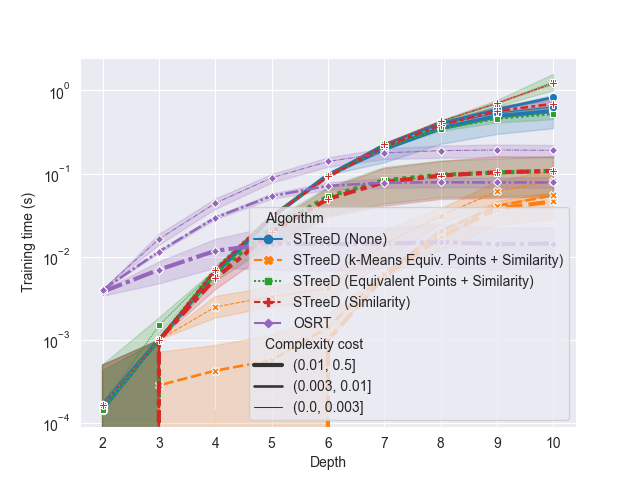 10⁰
10⁻¹
10⁻²
10⁻³
10⁻⁴
Training time (s)
Algorithm
STreeD (None)
STreeD (k-Means Equiv. Points + Similarity)
STreeD (Equivalent Points + Similarity)
STreeD (Similarity)
OSRT
Complexity cost
(0.01, 0.5]
(0.003, 0.01]
(0.0, 0.003]
2 3 4 5 6 7 8 9 10
Depth